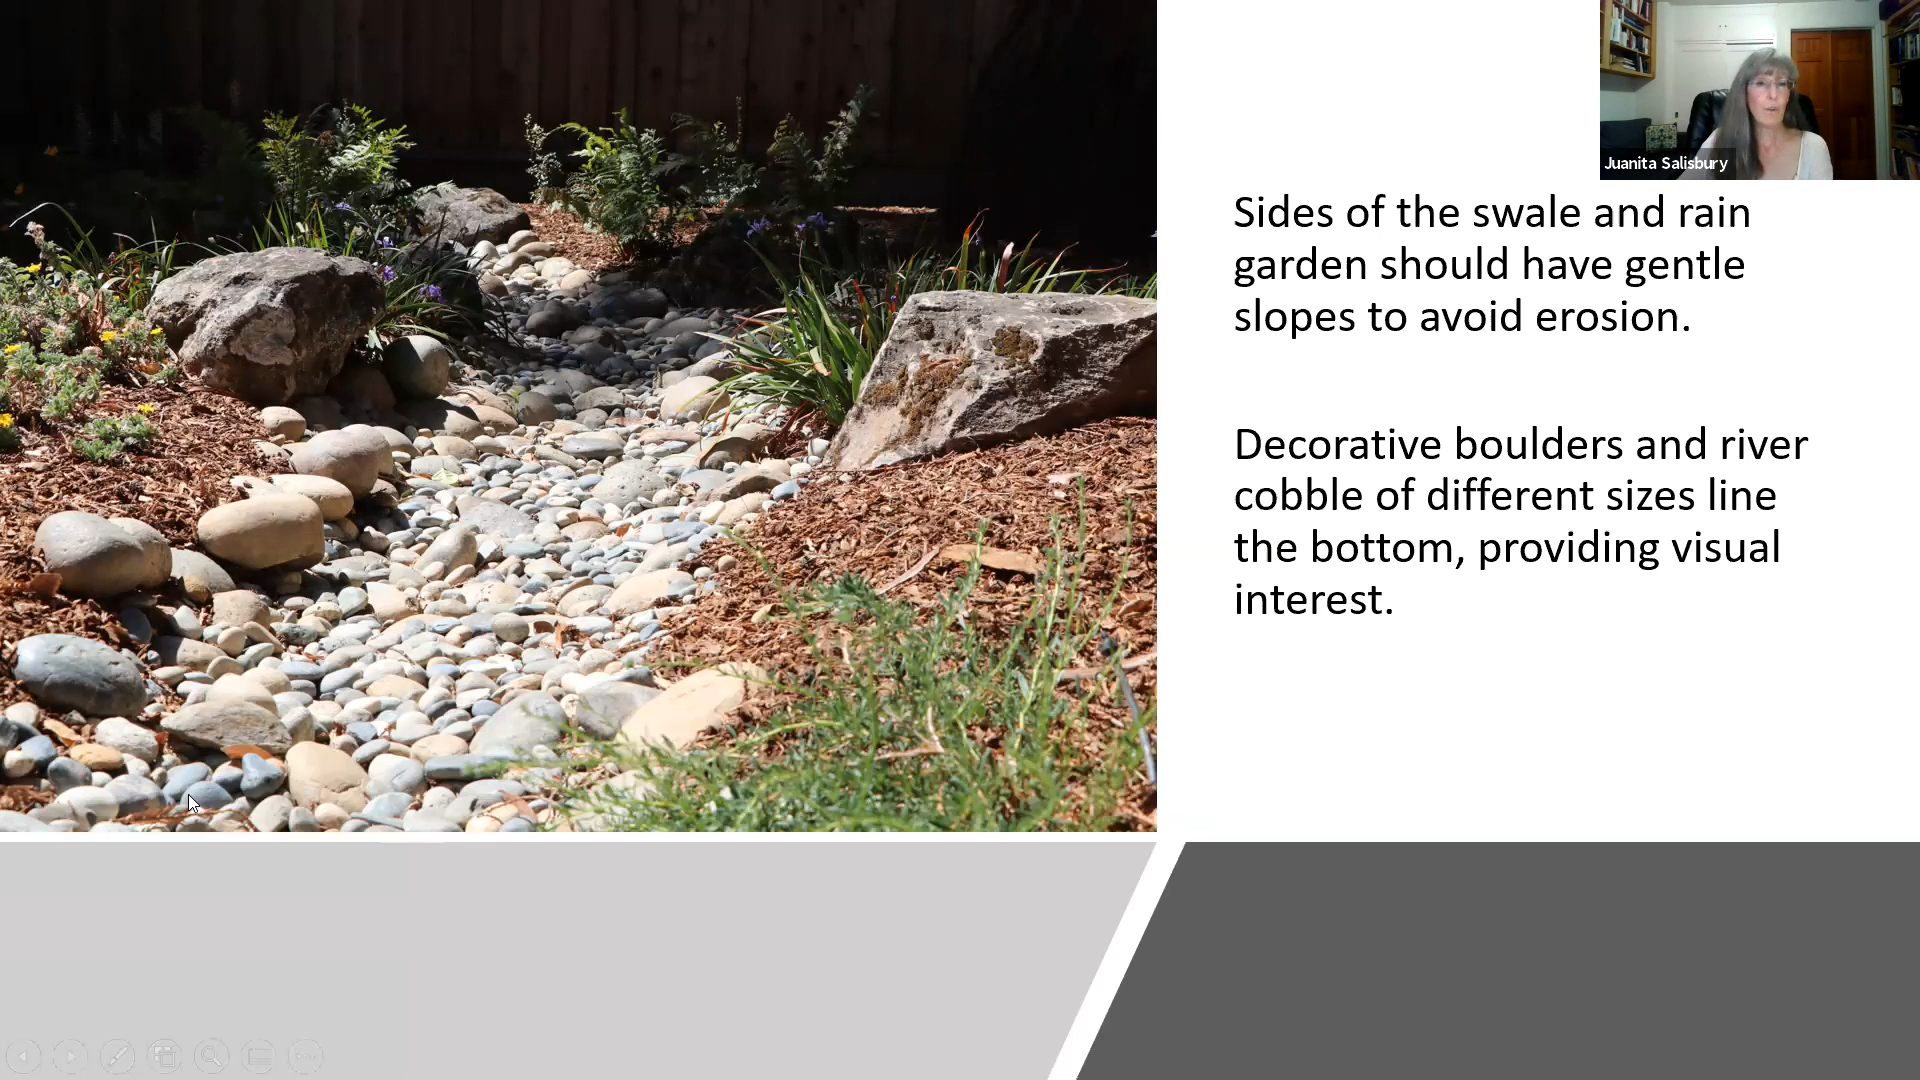 Juanita Salisbury
Sides of the swale and rain
garden should have gentle
slopes to avoid erosion.
Decorative boulders and river
cobble of different sizes line
the bottom, providing visual
interest.